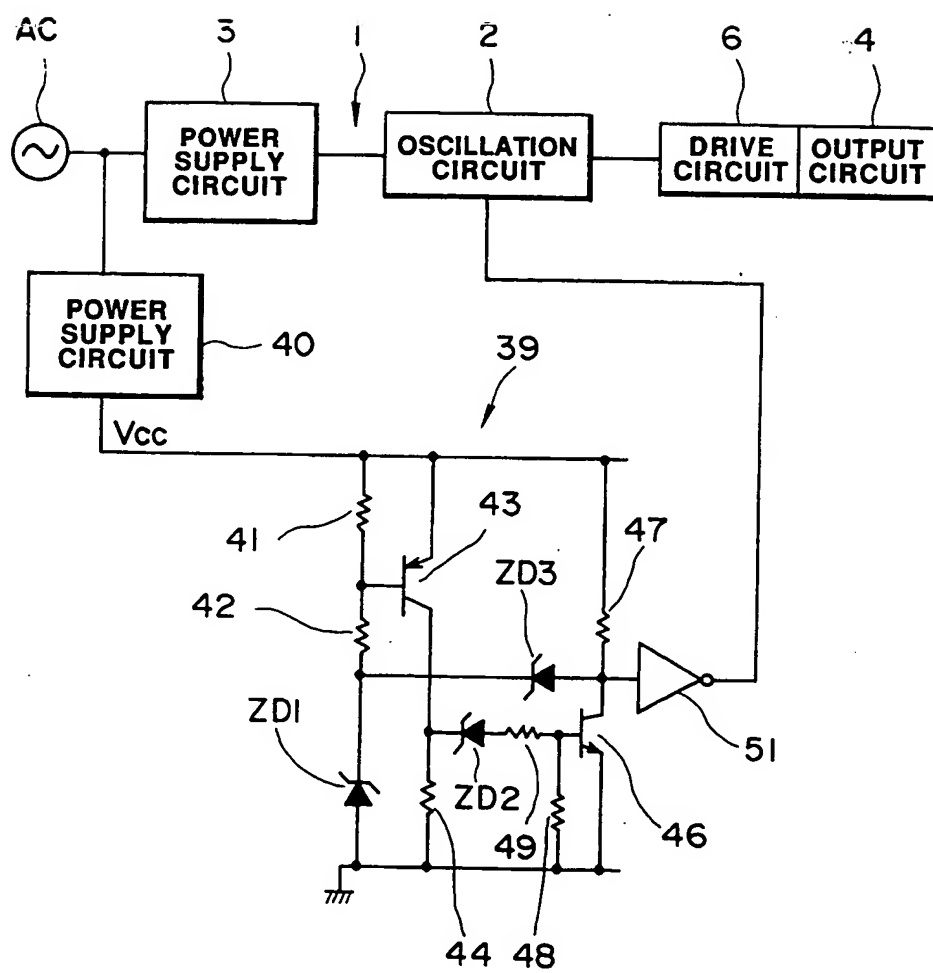 AC
3
1
2
6
4
POWER
SUPPLY
CIRCUIT
OSCILLATION
CIRCUIT
DRIVE
CIRCUIT
OUTPUT
CIRCUIT
POWER
SUPPLY
CIRCUIT
40
39
Vcc
41
43
47
42
ZD3
ZD1
51
ZD2
49
46
44
48